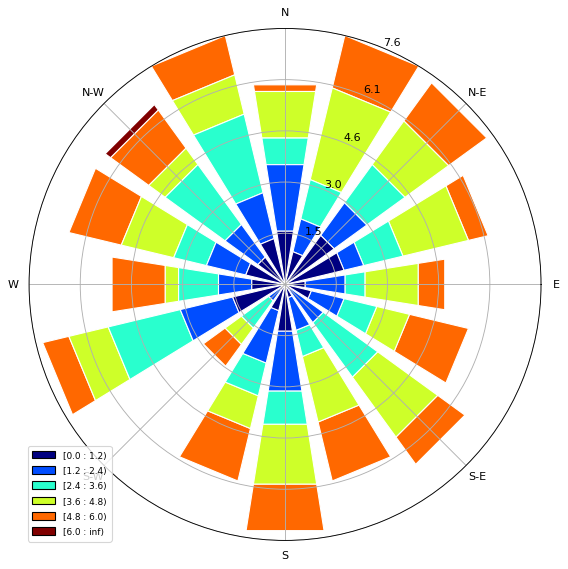 N
7.6
N-W
6.1
N-E
4.6
3.0
1.5
W
E
[0.0 : 1.2)
[1.2 : 2.4)
[2.4 : 3.6)
S-W
S-E
[3.6 : 4.8)
[4.8 : 6.0)
[6.0 : inf)
S